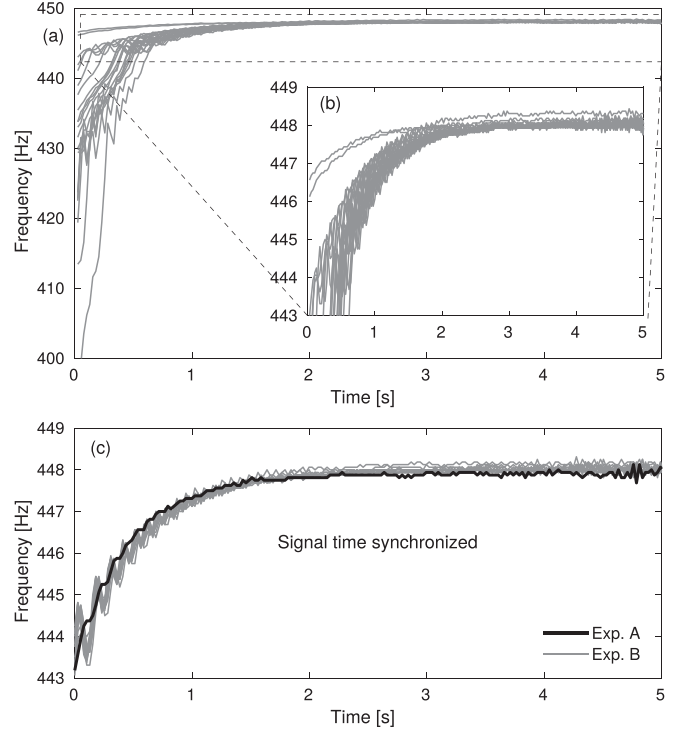 450
(a)
440
430
420
410
400
Frequency [Hz]
0 1 2 3 4 5
Time [s]
(b)
449
448
447
446
445
444
443
0 1 2 3 4 5
449
(c)
448
447
446
445
444
443
Frequency [Hz]
Signal time synchronized
Exp. A
Exp. B
0 1 2 3 4 5
Time [s]